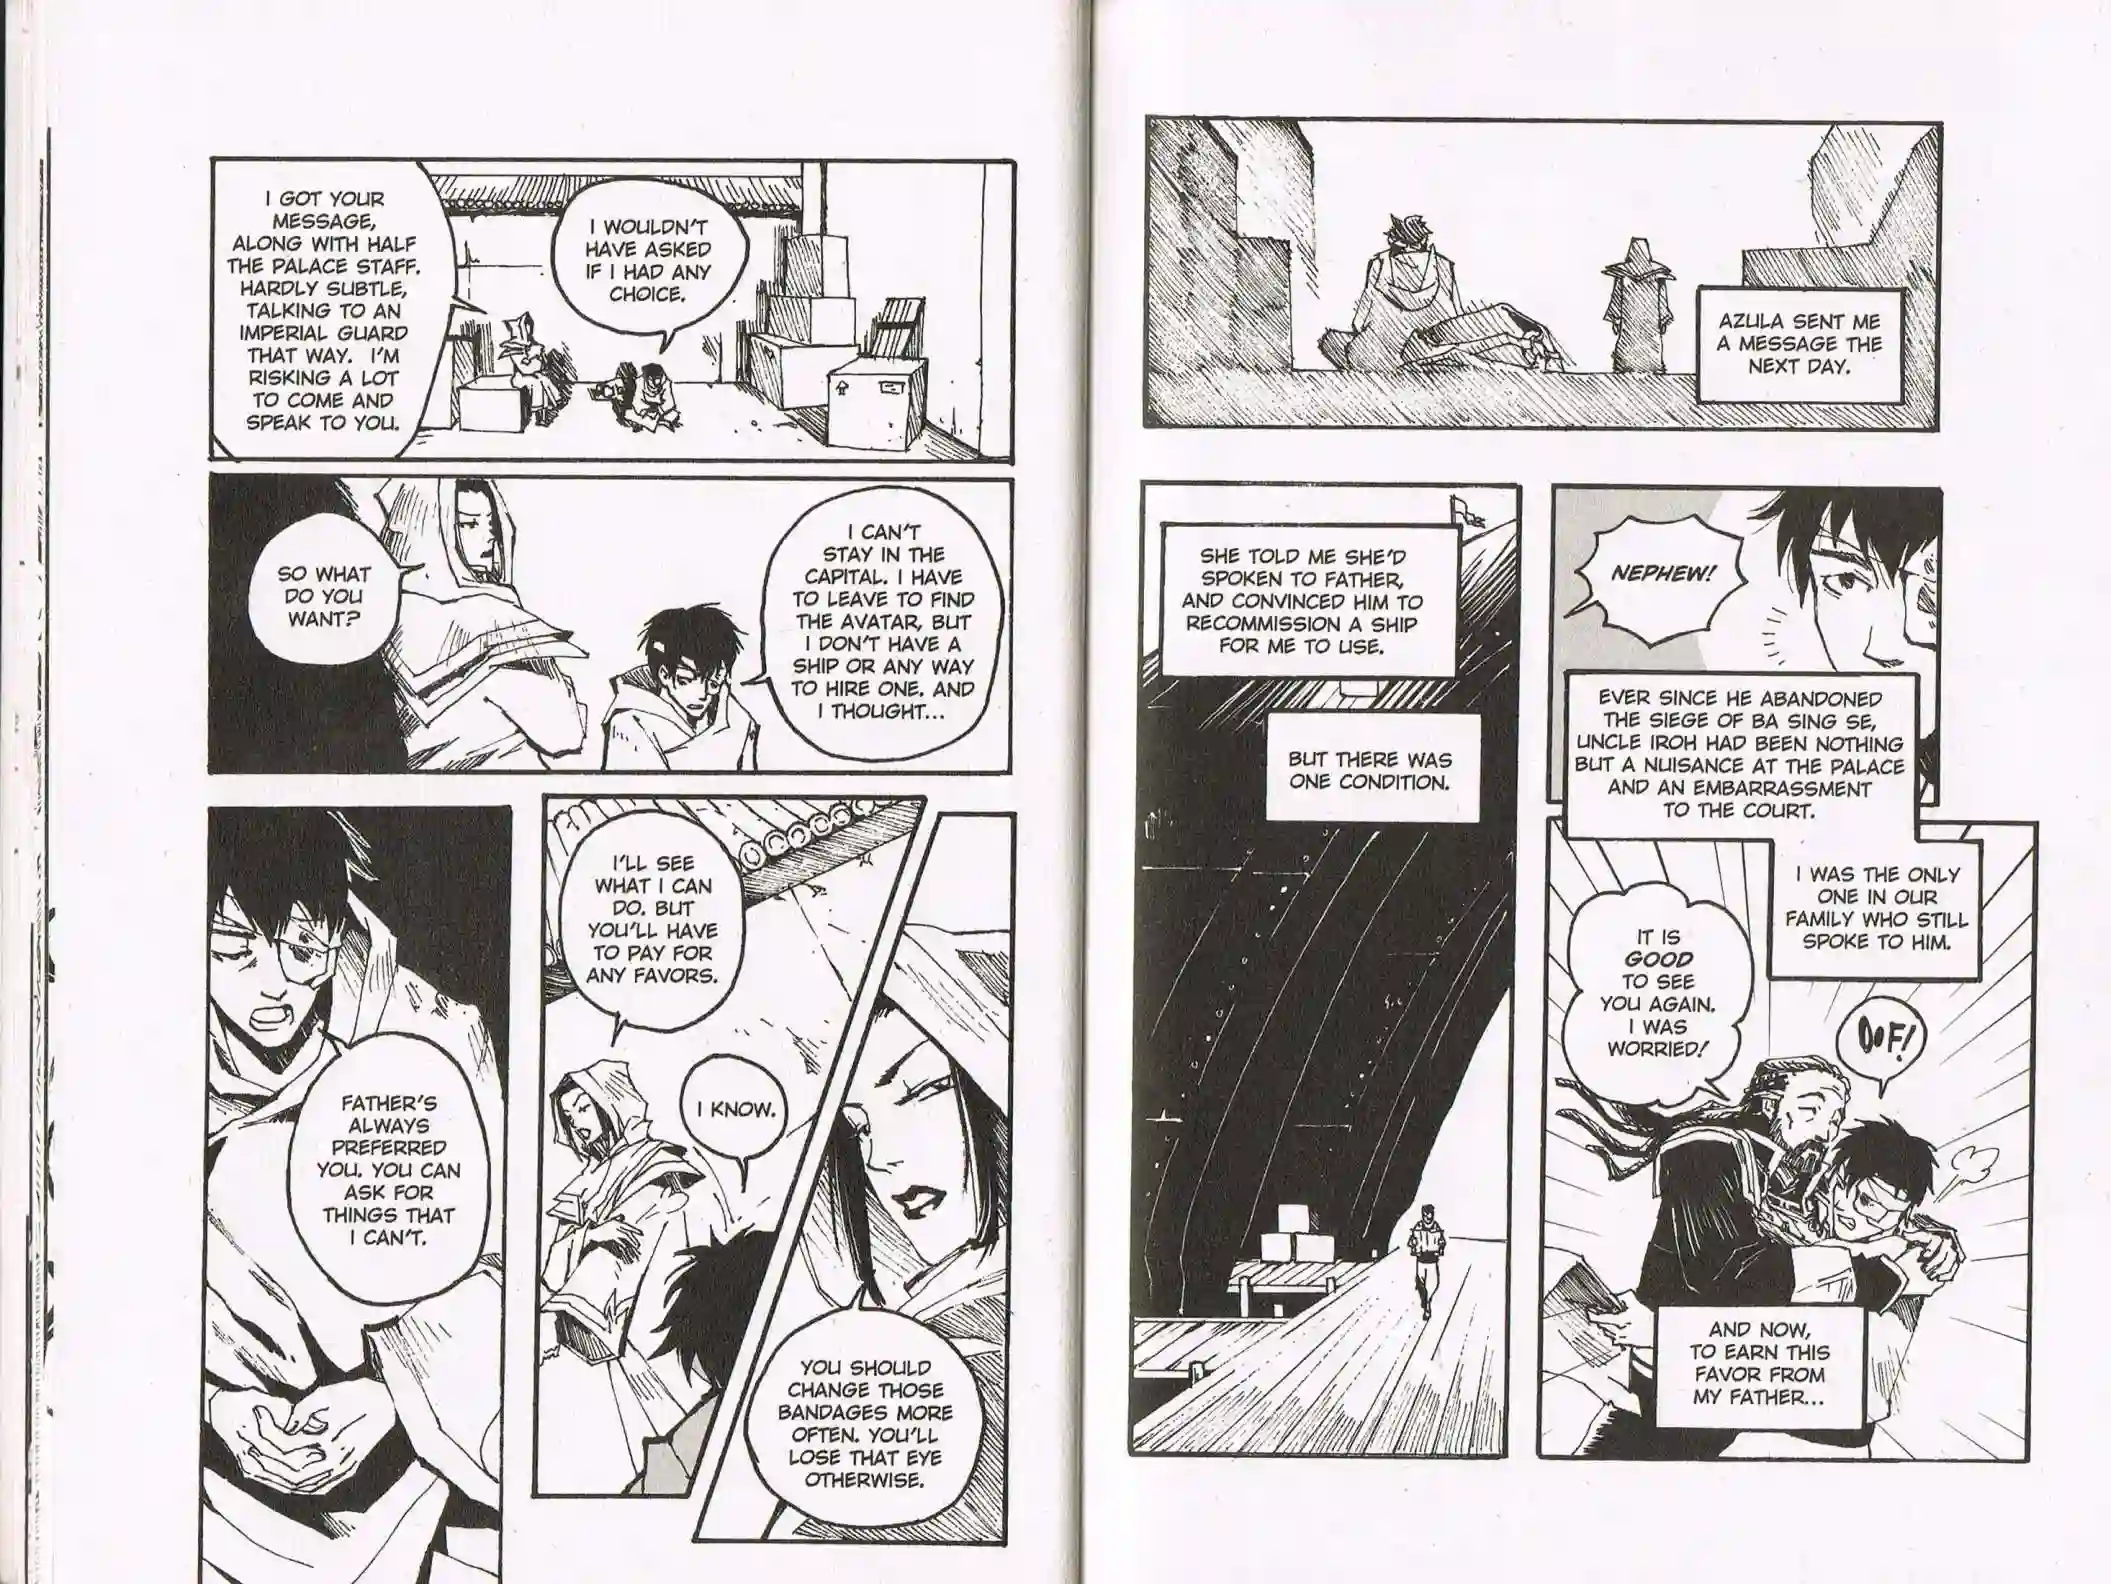 I GOT YOUR
MESSAGE,
ALONG WITH HALF
THE PALACE STAFF.
HARDLY SUBTLE,
TALKING TO AN
IMPERIAL GUARD
THAT WAY. I'M
RISKING A LOT
TO COME AND
SPEAK TO YOU.
I WOULDN'T
HAVE ASKED
IF I HAD ANY
CHOICE.
SO WHAT
DO YOU
WANT?
I CAN'T
STAY IN THE
CAPITAL. I HAVE
TO LEAVE TO FIND
THE AVATAR, BUT
I DON'T HAVE A
SHIP OR ANY WAY
TO HIRE ONE. AND
I THOUGHT...
FATHER'S
ALWAYS
PREFERRED
YOU. YOU CAN
ASK FOR
THINGS THAT
I CAN'T.
I'LL SEE
WHAT I CAN
DO. BUT
YOU'LL HAVE
TO PAY FOR
ANY FAVORS.
I KNOW.
YOU SHOULD
CHANGE THOSE
BANDAGES MORE
OFTEN. YOU'LL
LOSE THAT EYE
OTHERWISE.
AZULA SENT ME
A MESSAGE THE
NEXT DAY.
SHE TOLD ME SHE'D
SPOKEN TO FATHER,
AND CONVINCED HIM TO
RECOMMISSION A SHIP
FOR ME TO USE.
BUT THERE WAS
ONE CONDITION.
NEPHEW!
EVER SINCE HE ABANDONED
THE SIEGE OF BA SING SE,
UNCLE IROH HAD BEEN NOTHING
BUT A NUISANCE AT THE PALACE
AND AN EMBARRASSMENT
TO THE COURT.
I WAS THE ONLY
ONE IN OUR
FAMILY WHO STILL
SPOKE TO HIM.
IT IS
GOOD
TO SEE
YOU AGAIN.
I WAS
WORRIED!
OOF!
AND NOW,
TO EARN THIS
FAVOR FROM
MY FATHER...